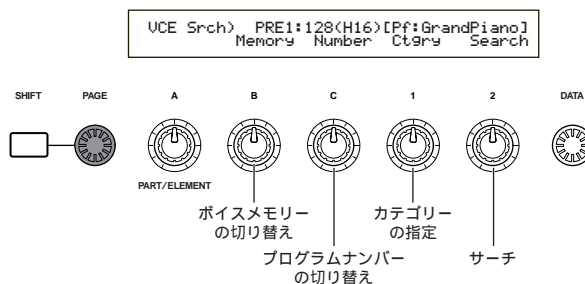 VCE Srch) PRE1:128(H16)[Pf:GrandPiano]
Memory Number Ctgry Search
SHIFT PAGE A B C 1 2 DATA
PART/ELEMENT
ボイスメモリー
の切り替え
カテゴリー
の指定
プログラムナンバー
の切り替え
サーチ